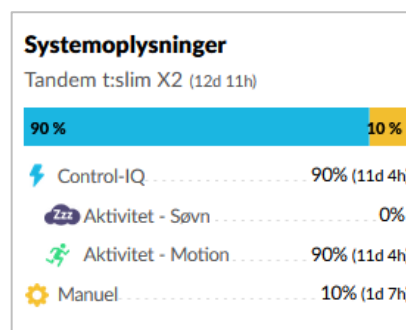 Systemoplysninger
Tandem t:slim X2 (12d 11h)
90 % 10 %
Control-IQ 90% (11d 4h)
Zzz Aktivitet - Søvn 0%
Aktivitet - Motion 90% (11d 4h)
Manuel 10% (1d 7h)